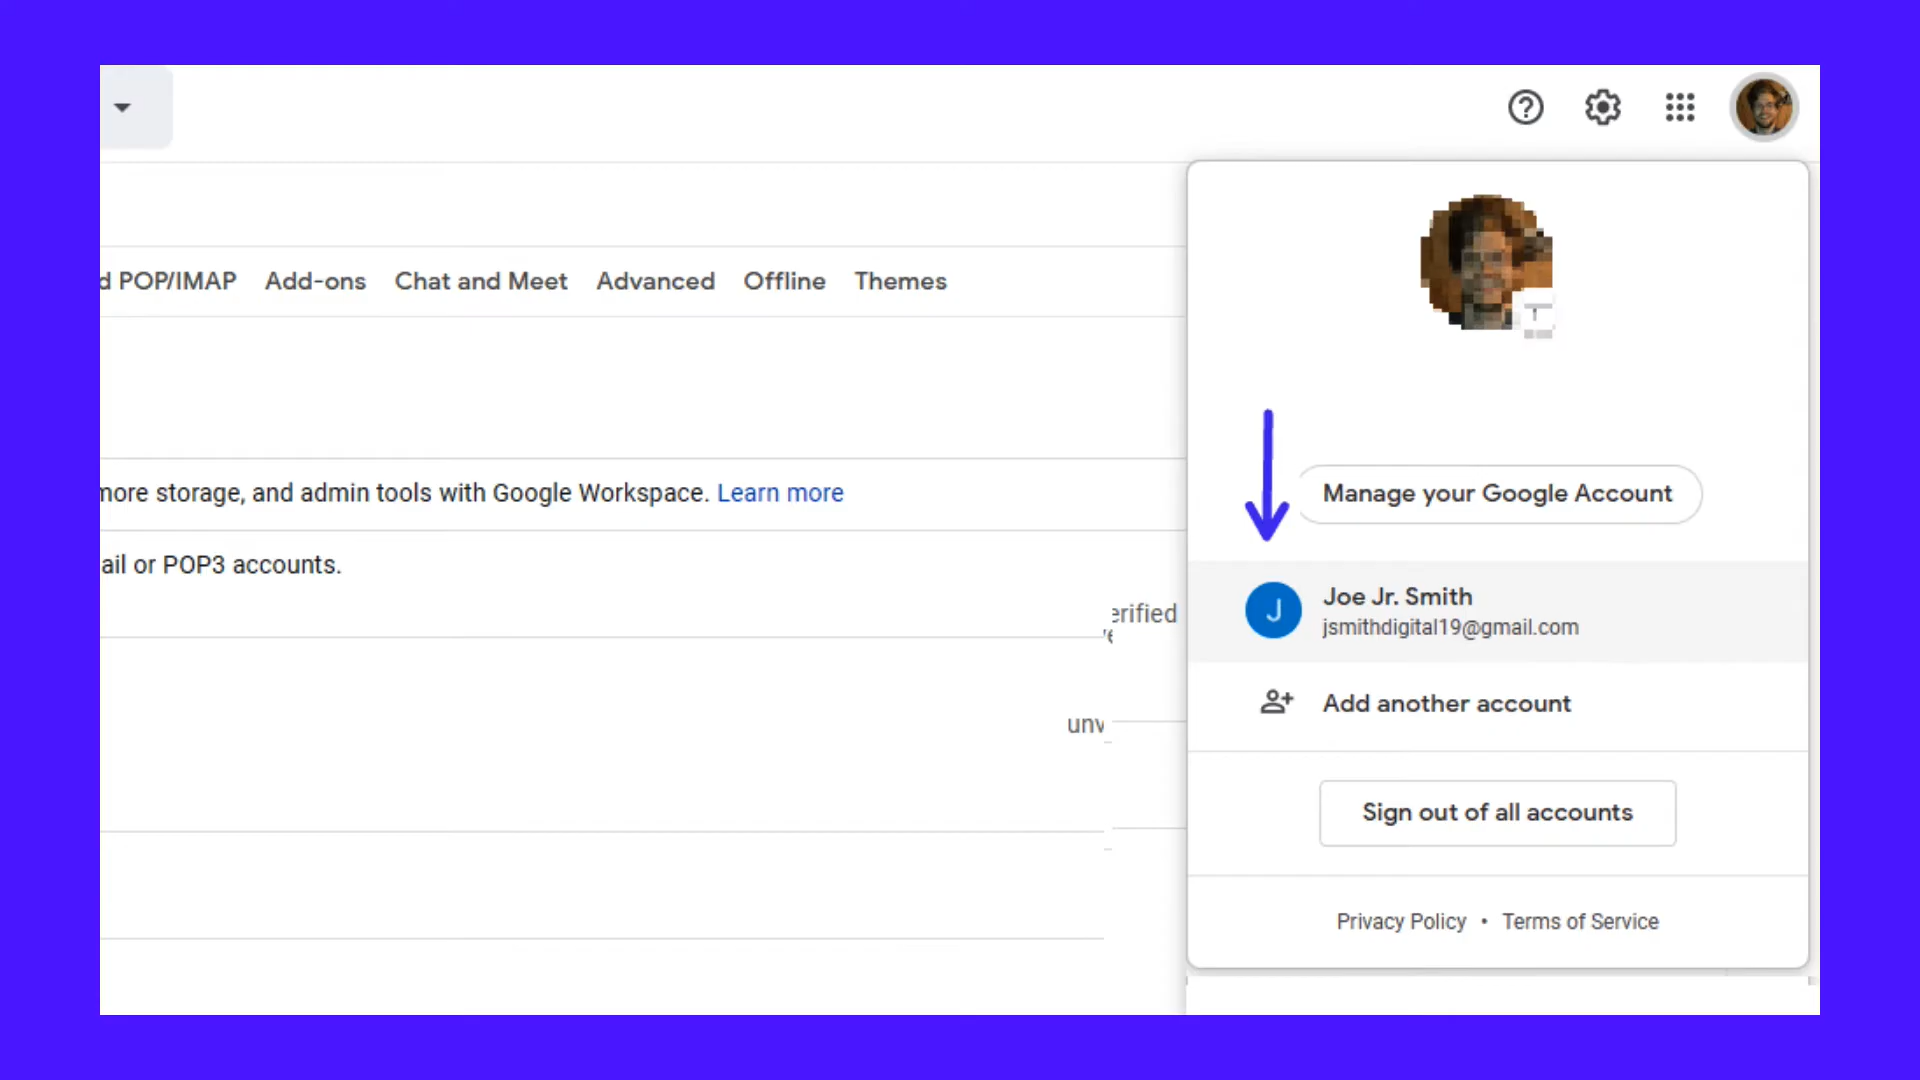 POP/IMAP Add-ons Chat and Meet Advanced Offline Themes
more storage, and admin tools with Google Workspace. Learn more
ail or POP3 accounts.
erified
unv
Manage your Google Account
J
Joe Jr. Smith
jsmithdigital19@gmail.com
Add another account
Sign out of all accounts
Privacy Policy • Terms of Service